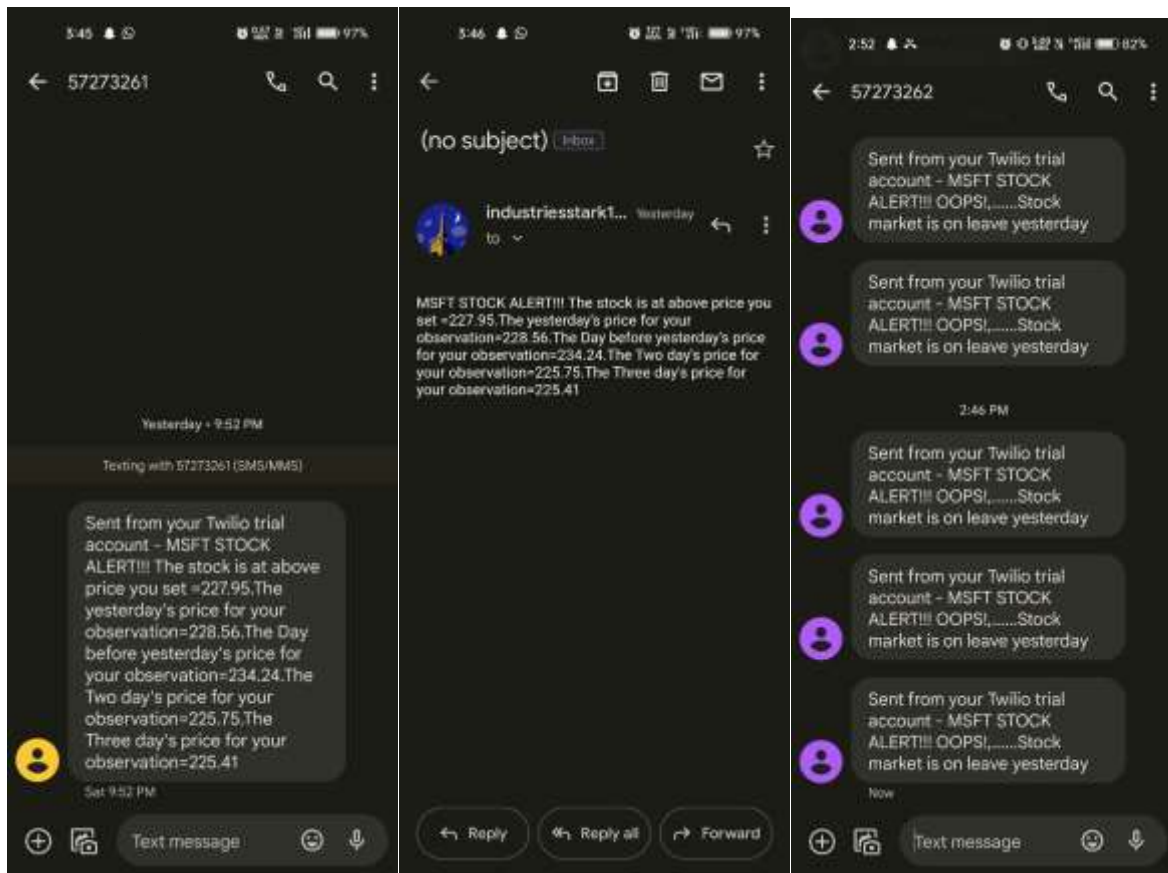 3:45
97%
57273261
Yesterday • 9:52 PM
Texting with 57273261 (SMS/MMS)
Sent from your Twilio trial
account - MSFT STOCK
ALERT!!! The stock is at above
price you set =227.95.The
yesterday's price for your
observation=228.56.The Day
before yesterday's price for
your observation=234.24.The
Two day's price for your
observation=225.75.The
Three day's price for your
observation=225.41
Sat 9:52 PM
Text message
3:46
97%
(no subject) Inbox
industriesstark1... Yesterday
to
MSFT STOCK ALERT!!! The stock is at above price you
set =227.95.The yesterday's price for your
observation=228.56.The Day before yesterday's price
for your observation=234.24.The Two day's price for
your observation=225.75.The Three day's price for
your observation=225.41
Reply
Reply all
Forward
2:52
82%
57273262
Sent from your Twilio trial
account - MSFT STOCK
ALERT!!! OOPS!,......Stock
market is on leave yesterday
Sent from your Twilio trial
account - MSFT STOCK
ALERT!!! OOPS!,......Stock
market is on leave yesterday
2:46 PM
Sent from your Twilio trial
account - MSFT STOCK
ALERT!!! OOPS!,......Stock
market is on leave yesterday
Sent from your Twilio trial
account - MSFT STOCK
ALERT!!! OOPS!,......Stock
market is on leave yesterday
Sent from your Twilio trial
account - MSFT STOCK
ALERT!!! OOPS!,......Stock
market is on leave yesterday
Now
Text message